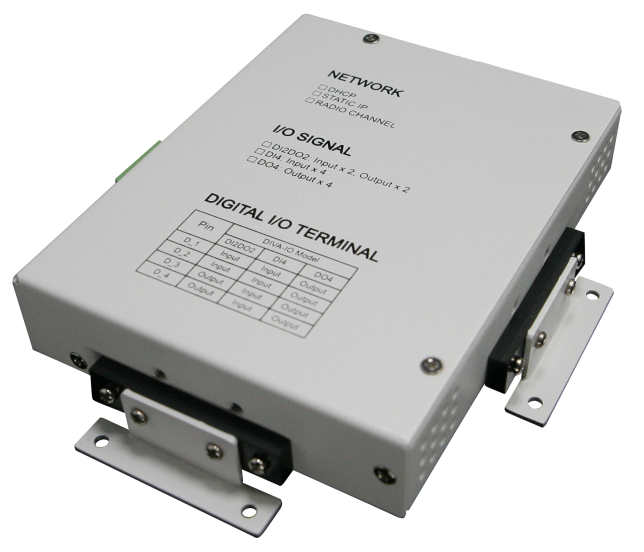 NETWORK
☐ DHCP
☐ STATIC IP
☐ RADIO CHANNEL
I/O SIGNAL
☐ DI2DO2: Input x 2, Output x 2
☐ DI4: Input x 4
☐ DO4: Output x 4
DIGITAL I/O TERMINAL
Pin DIVA-IO Model
DI2DO2 DI4 DO4
D_1 Input Input Output
D_2 Input Input Output
D_3 Output Input Output
D_4 Output Input Output